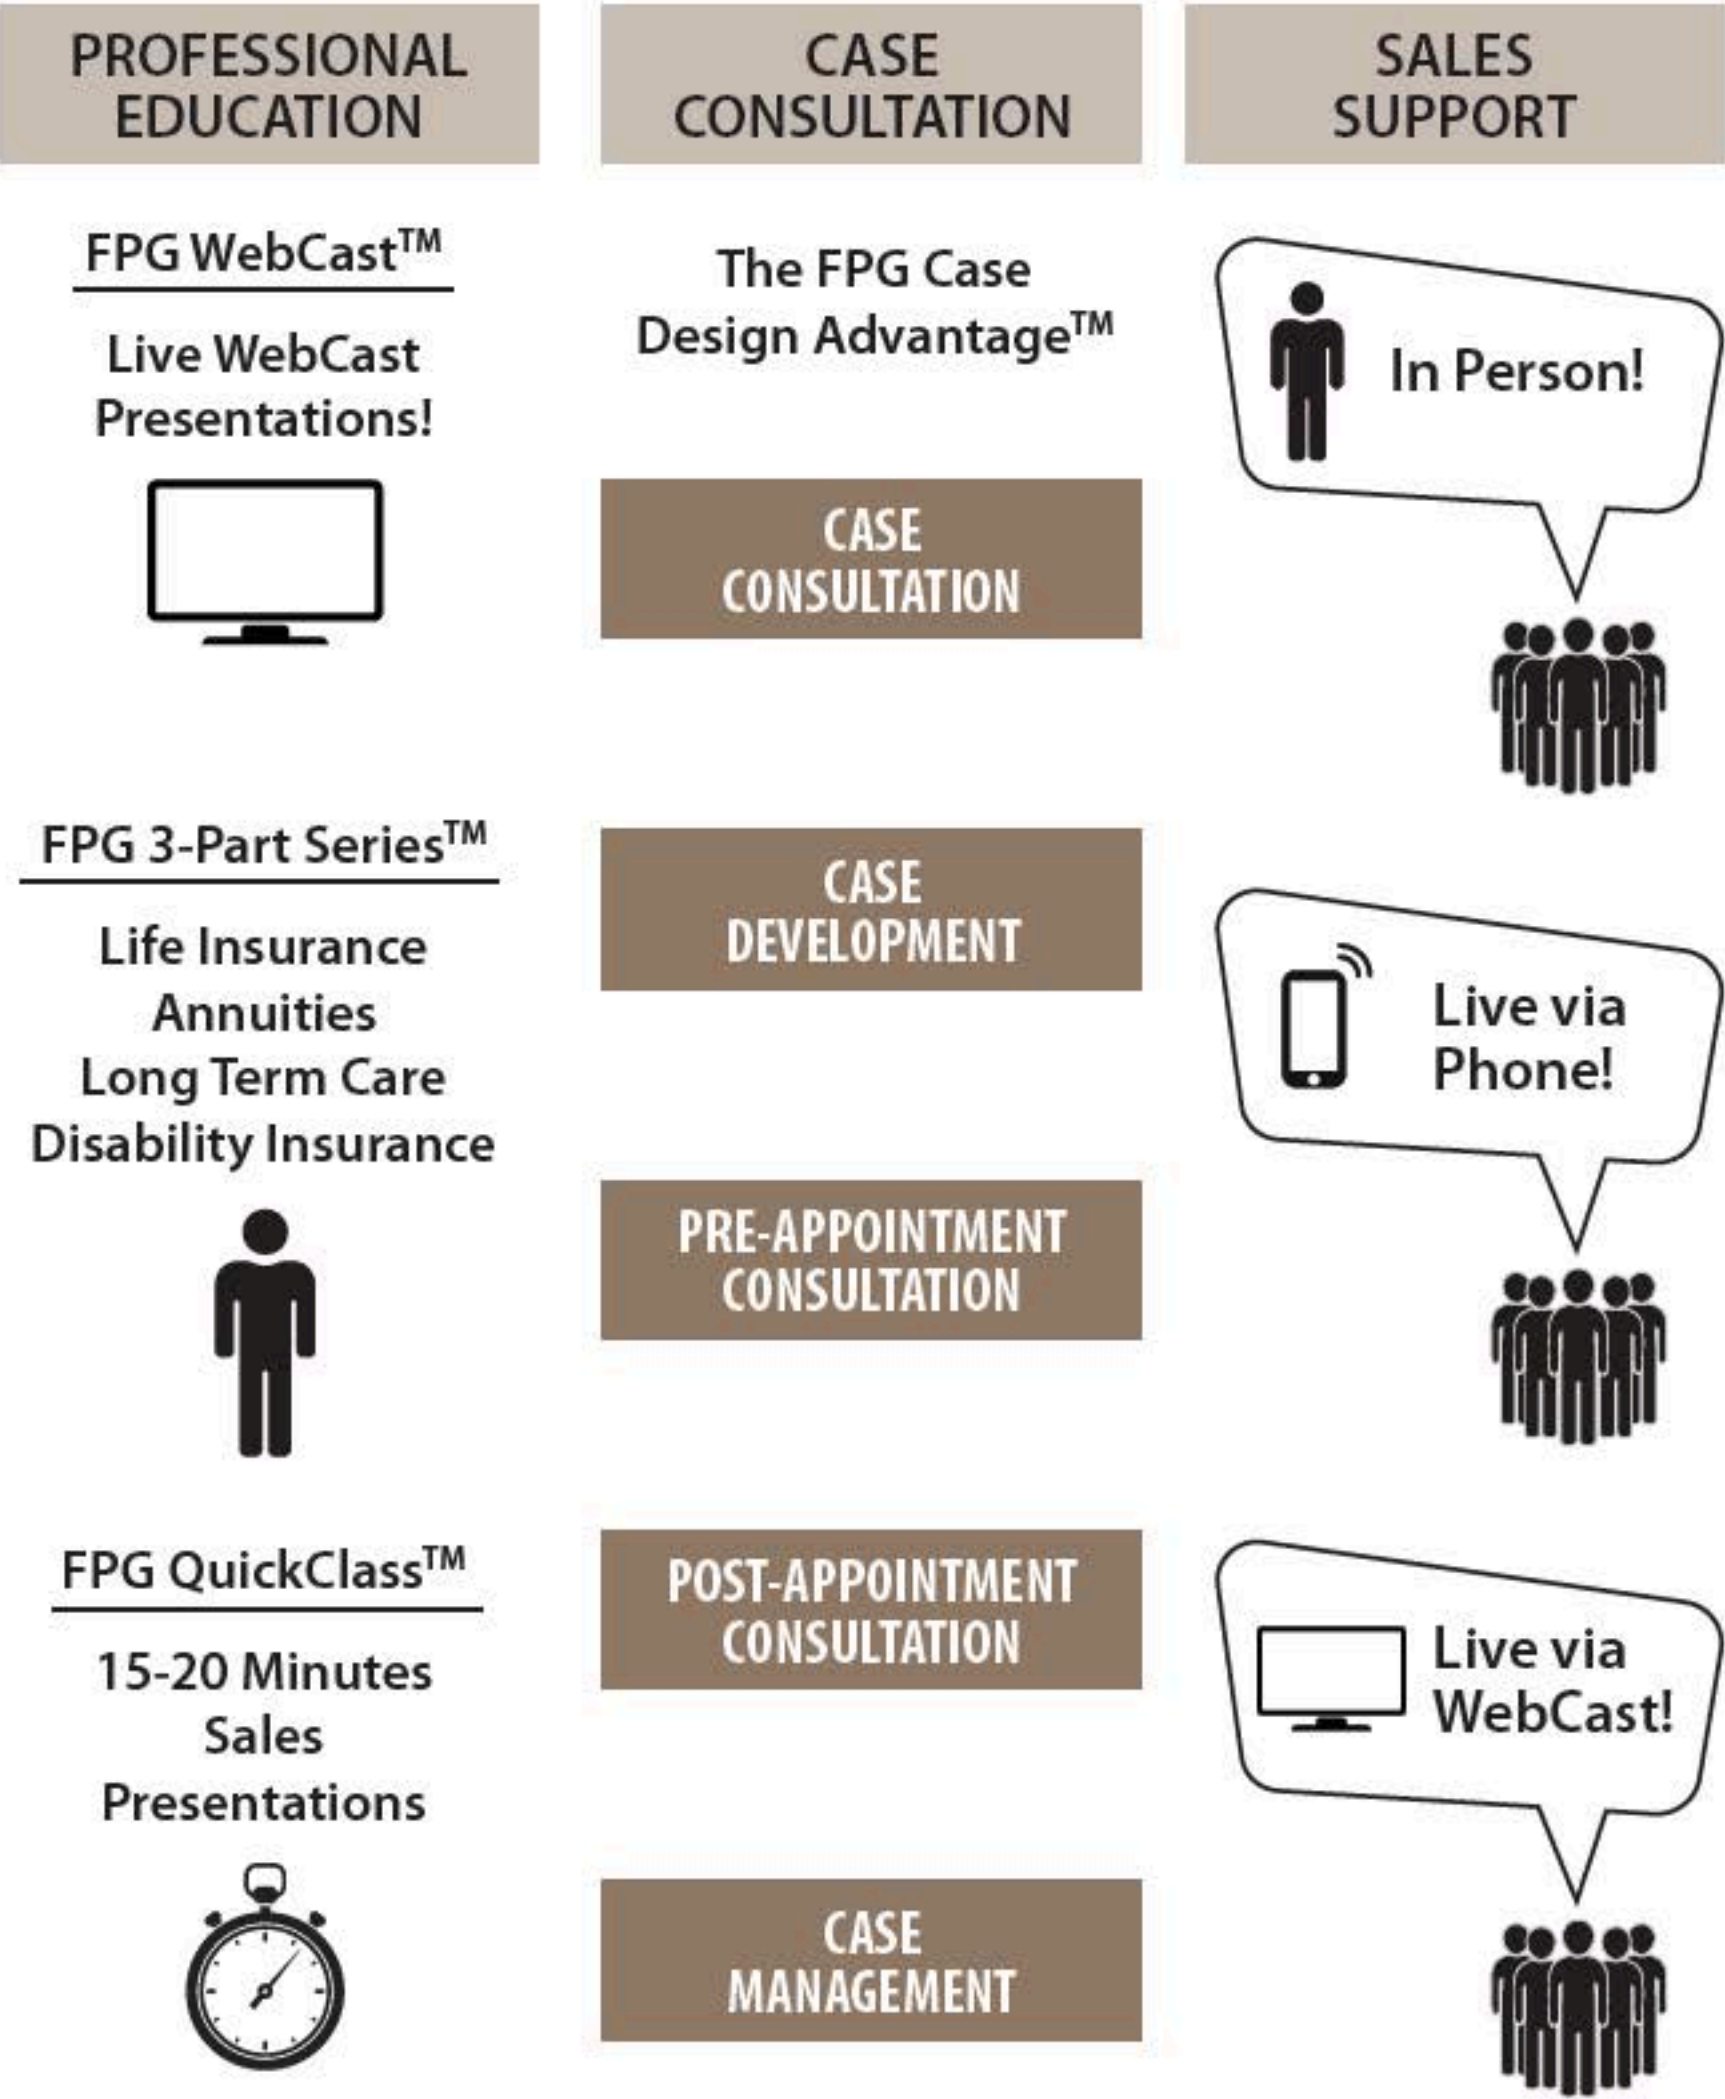 PROFESSIONAL
EDUCATION
FPG WebCast™
Live WebCast
Presentations!
FPG 3-Part Series™
Life Insurance
Annuities
Long Term Care
Disability Insurance
FPG QuickClass™
15-20 Minutes
Sales
Presentations
CASE
CONSULTATION
The FPG Case
Design Advantage™
CASE
CONSULTATION
CASE
DEVELOPMENT
PRE-APPOINTMENT
CONSULTATION
POST-APPOINTMENT
CONSULTATION
CASE
MANAGEMENT
SALES
SUPPORT
In Person!
Live via
Phone!
Live via
WebCast!